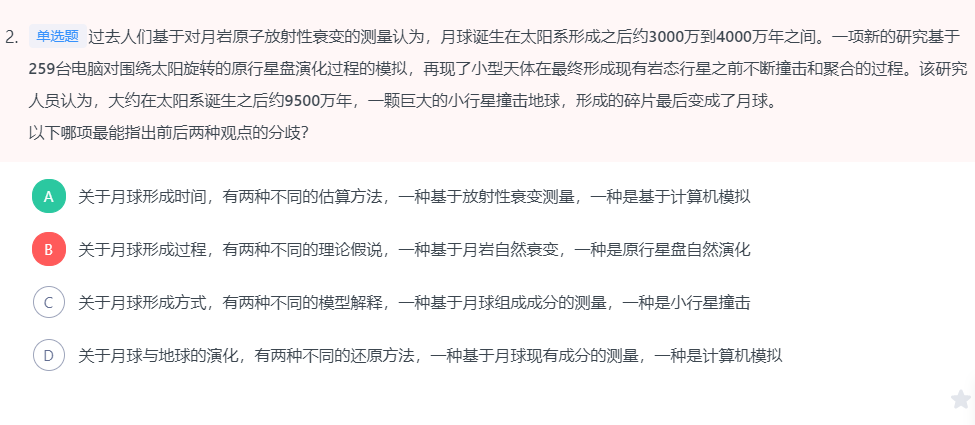 2. 单选题 过去人们基于对月岩原子放射性衰变的测量认为，月球诞生在太阳系形成之后约3000万到4000万年之间。一项新的研究基于
259台电脑对围绕太阳旋转的原行星盘演化过程的模拟，再现了小型天体在最终形成现有岩态行星之前不断撞击和聚合的过程。该研究
人员认为，大约在太阳系诞生之后约9500万年，一颗巨大的小行星撞击地球，形成的碎片最后变成了月球。
以下哪项最能指出前后两种观点的分歧？
A 关于月球形成时间，有两种不同的估算方法，一种基于放射性衰变测量，一种是基于计算机模拟
B 关于月球形成过程，有两种不同的理论假说，一种基于月岩自然衰变，一种是原行星盘自然演化
C 关于月球形成方式，有两种不同的模型解释，一种基于月球组成成分的测量，一种是小行星撞击
D 关于月球与地球的演化，有两种不同的还原方法，一种基于月球现有成分的测量，一种是计算机模拟